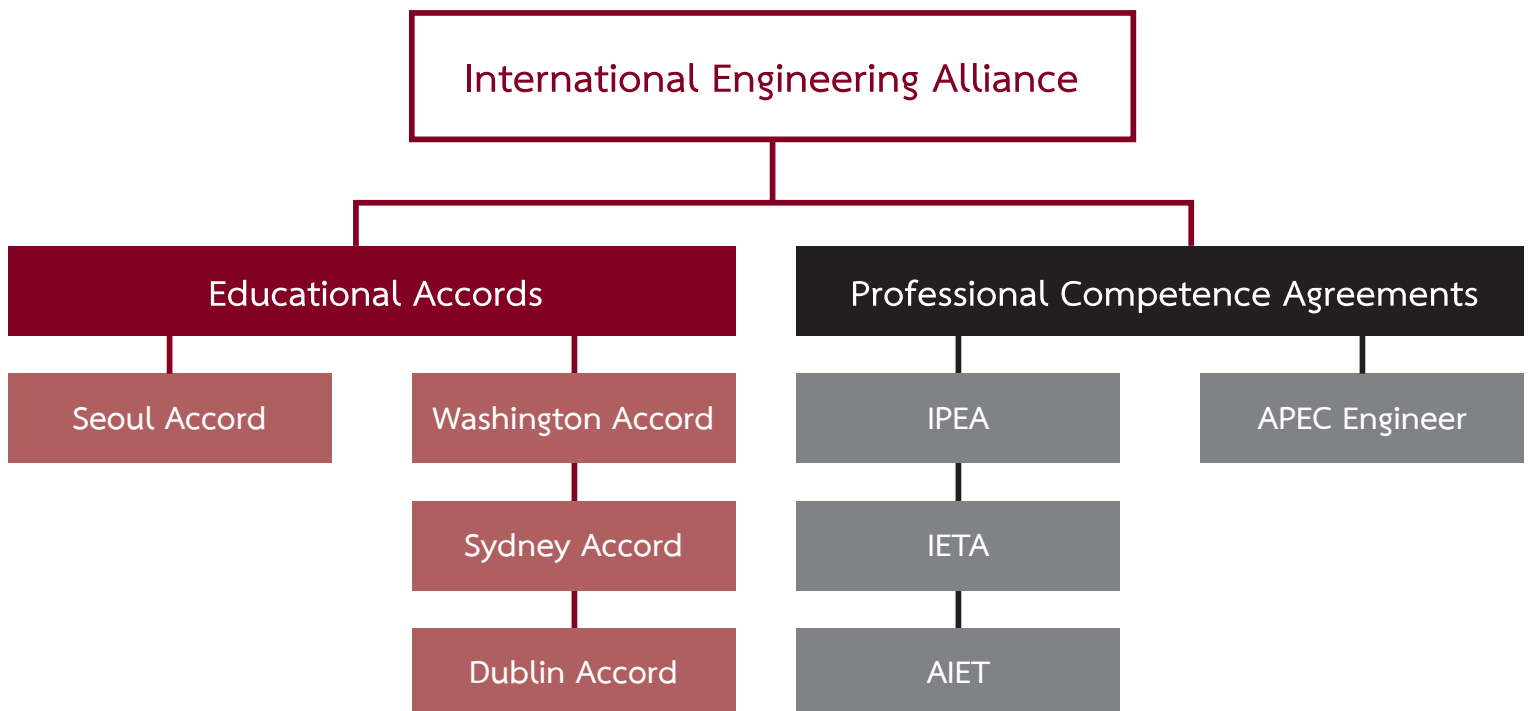 International Engineering Alliance
Educational Accords
Professional Competence Agreements
Seoul Accord
Washington Accord
IPEA
APEC Engineer
Sydney Accord
IETA
Dublin Accord
AIET